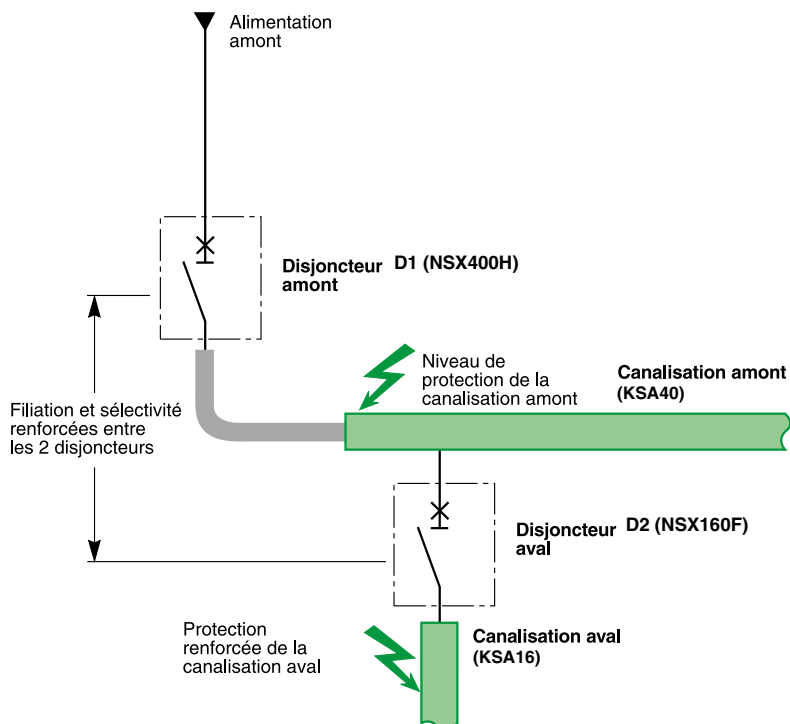 Alimentation
amont
Disjoncteur D1 (NSX400H)
amont
Niveau de
protection de la
canalisation amont
Canalisation amont
(KSA40)
Filiation et sélectivité
renforcées entre
les 2 disjoncteurs
Disjoncteur D2 (NSX160F)
aval
Protection
renforcée de la
canalisation aval
Canalisation aval
(KSA16)